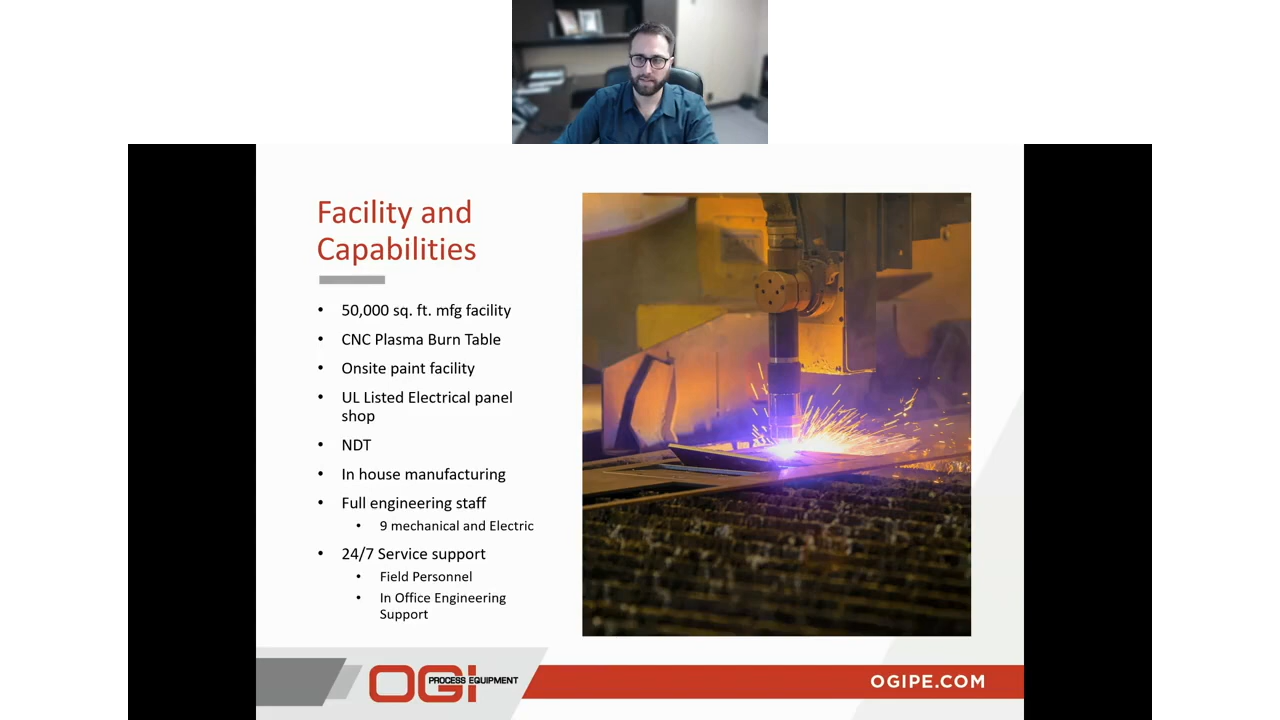 Facility and
Capabilities
• 50,000 sq. ft. mfg facility
• CNC Plasma Burn Table
• Onsite paint facility
• UL Listed Electrical panel
shop
• NDT
• In house manufacturing
• Full engineering staff
• 9 mechanical and Electric
• 24/7 Service support
• Field Personnel
• In Office Engineering
Support
OGI
PROCESS EQUIPMENT
OGIPE.COM